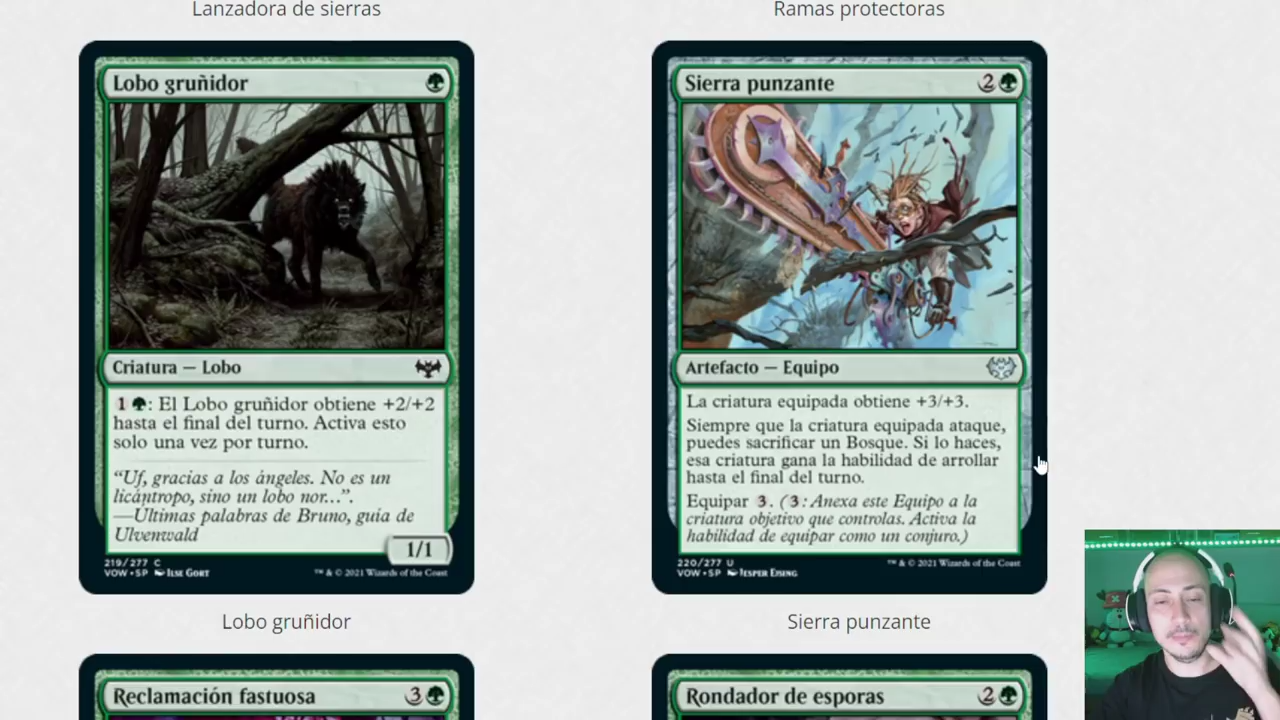 Lanzadora de sierras
Ramas protectoras
Lobo gruñidor
Criatura — Lobo
1 : El Lobo gruñidor obtiene +2/+2
hasta el final del turno. Activa esto
solo una vez por turno.
“Uf, gracias a los ángeles. No es un
licántropo, sino un lobo nor...”.
—Últimas palabras de Bruno, guía de
Ulvenwald
1/1
219/277 C
VOW • SP Ilse Gort
™ & © 2021 Wizards of the Coast
Lobo gruñidor
Sierra punzante 2
Artefacto — Equipo
La criatura equipada obtiene +3/+3.
Siempre que la criatura equipada ataque,
puedes sacrificar un Bosque. Si lo haces,
esa criatura gana la habilidad de arrollar
hasta el final del turno.
Equipar 3. (3: Anexa este Equipo a la
criatura objetivo que controlas. Activa la
habilidad de equipar como un conjuro.)
220/277 U
VOW • SP Jesper Ejsing
™ & © 2021 Wizards of the Coast
Sierra punzante
Reclamación fastuosa 3
Rondador de esporas 2